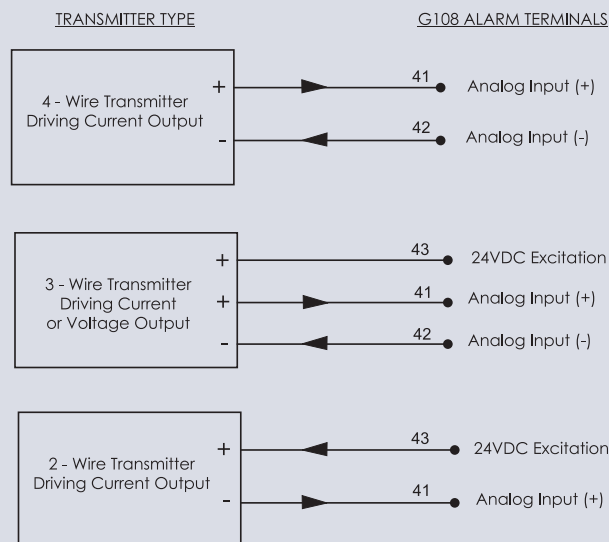 TRANSMITTER TYPE
G108 ALARM TERMINALS
4 - Wire Transmitter
Driving Current Output
+
-
41
Analog Input (+)
42
Analog Input (-)
3 - Wire Transmitter
Driving Current
or Voltage Output
+
+
-
43
24VDC Excitation
41
Analog Input (+)
42
Analog Input (-)
2 - Wire Transmitter
Driving Current Output
+
-
43
24VDC Excitation
41
Analog Input (+)